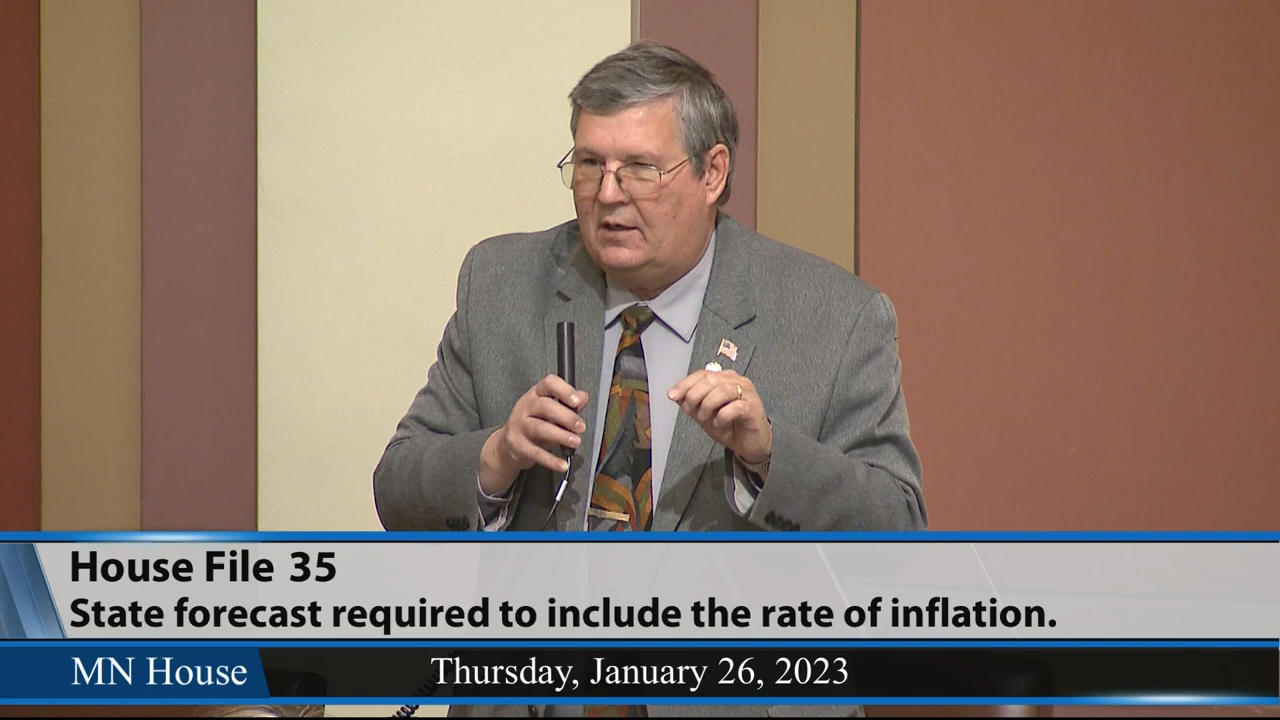 House File 35
State forecast required to include the rate of inflation.
MN House
Thursday, January 26, 2023